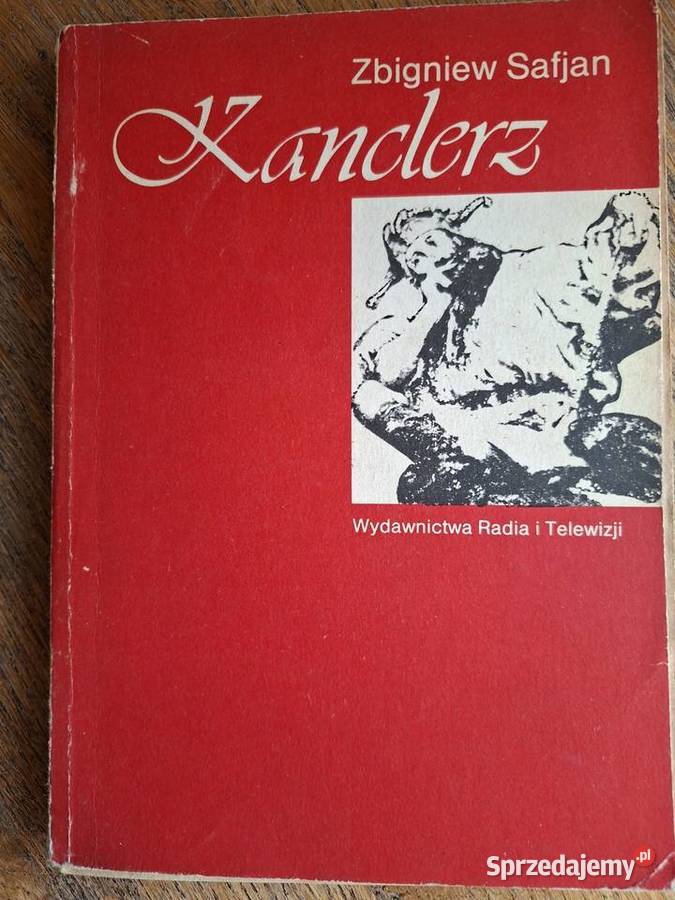 Zbigniew Safjan
Kanclerz
Wydawnictwa Radia i Telewizji
Sprzedajemy.pl